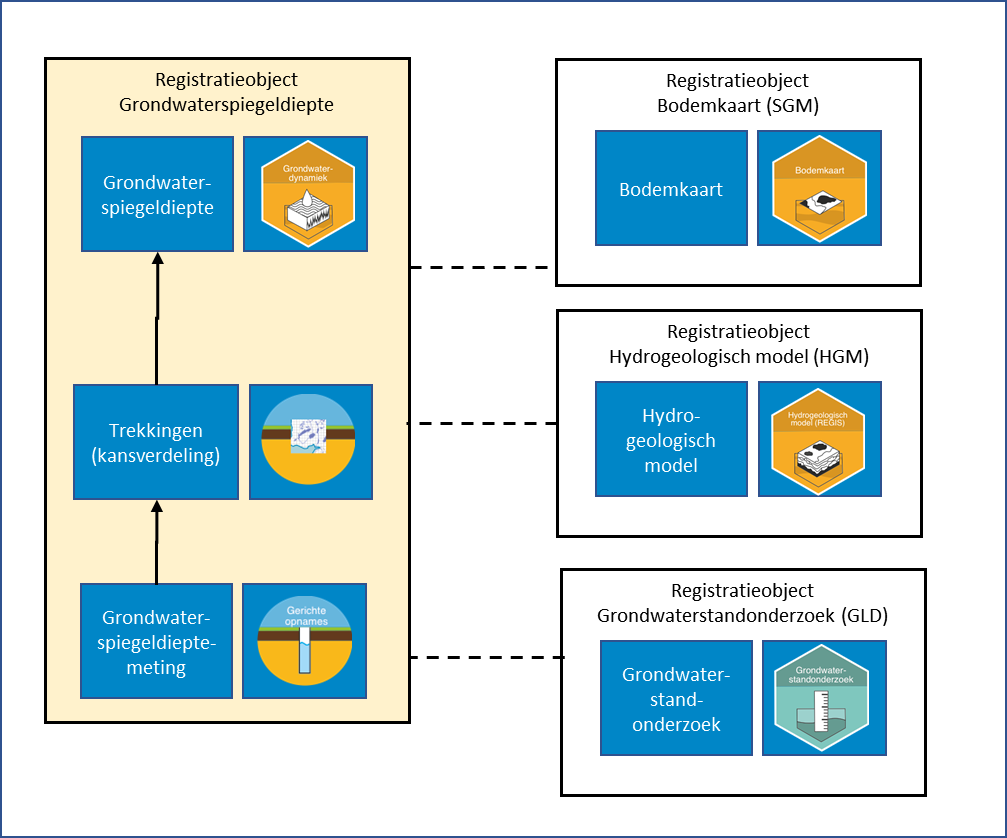 Registratieobject
Grondwaterspiegeldiepte
Grondwater-
spiegeldiepte
Grondwater-
dynamiek
Trekkingen
(kansverdeling)
Grondwater-
spiegeldiepte-
meting
Gerichte
opnames
Registratieobject
Bodemkaart (SGM)
Bodemkaart
Bodemkaart
Registratieobject
Hydrogeologisch model (HGM)
Hydro-
geologisch
model
Hydrogeologisch
model (REGIS)
Registratieobject
Grondwaterstandonderzoek (GLD)
Grondwater-
stand-
onderzoek
Grondwater-
standonderzoek